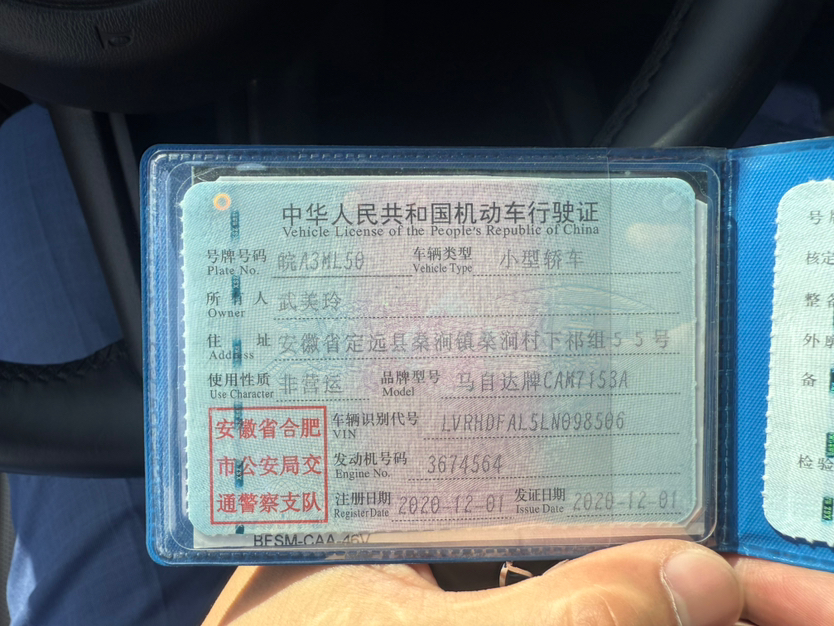 中华人民共和国机动车行驶证
Vehicle License of the People's Republic of China
号牌号码 皖A3ML50 车辆类型 小型轿车
Plate No. Vehicle Type
所有人 武美玲
Owner
住址 安徽省定远县桑涧镇桑涧村下祁组55号
Address
使用性质 非营运 品牌型号 马自达牌CAM7153A
Use Character Model
安徽省合肥
市公安局交
通警察支队
车辆识别代号 LVRHDFAL5LN098506
VIN
发动机号码 3674564
Engine No.
注册日期 2020-12-01 发证日期 2020-12-01
Register Date Issue Date
BFSM-CAA-46V
号
核定
整
外
备
检验